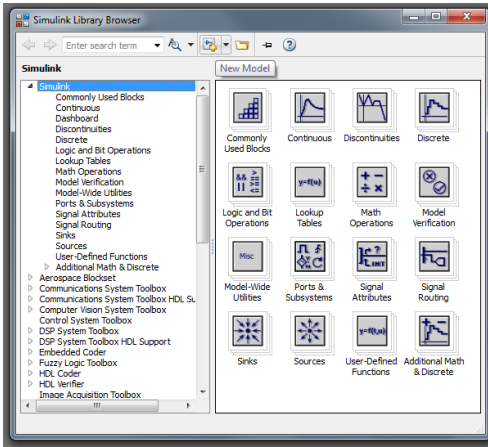 Simulink Library Browser
Enter search term
Simulink
New Model
Simulink
Commonly Used Blocks
Continuous
Dashboard
Discontinuities
Discrete
Logic and Bit Operations
Lookup Tables
Math Operations
Model Verification
Model-Wide Utilities
Ports & Subsystems
Signal Attributes
Signal Routing
Sinks
Sources
User-Defined Functions
Additional Math & Discrete
Aerospace Blockset
Communications System Toolbox
Communications System Toolbox HDL Su
Computer Vision System Toolbox
Control System Toolbox
DSP System Toolbox
DSP System Toolbox HDL Support
Embedded Coder
Fuzzy Logic Toolbox
HDL Coder
HDL Verifier
Image Acquisition Toolbox
Commonly
Used Blocks
Continuous
Discontinuities
Discrete
&& >
|| >=
Logic and Bit
Operations
y=f(u)
Lookup
Tables
+ −
÷ ×
Math
Operations
Model
Verification
Misc
Model-Wide
Utilities
Ports &
Subsystems
?
1 INT
Signal
Attributes
Signal
Routing
Sinks
Sources
y=f(t,u)
User-Defined
Functions
+
−
Additional Math
& Discrete